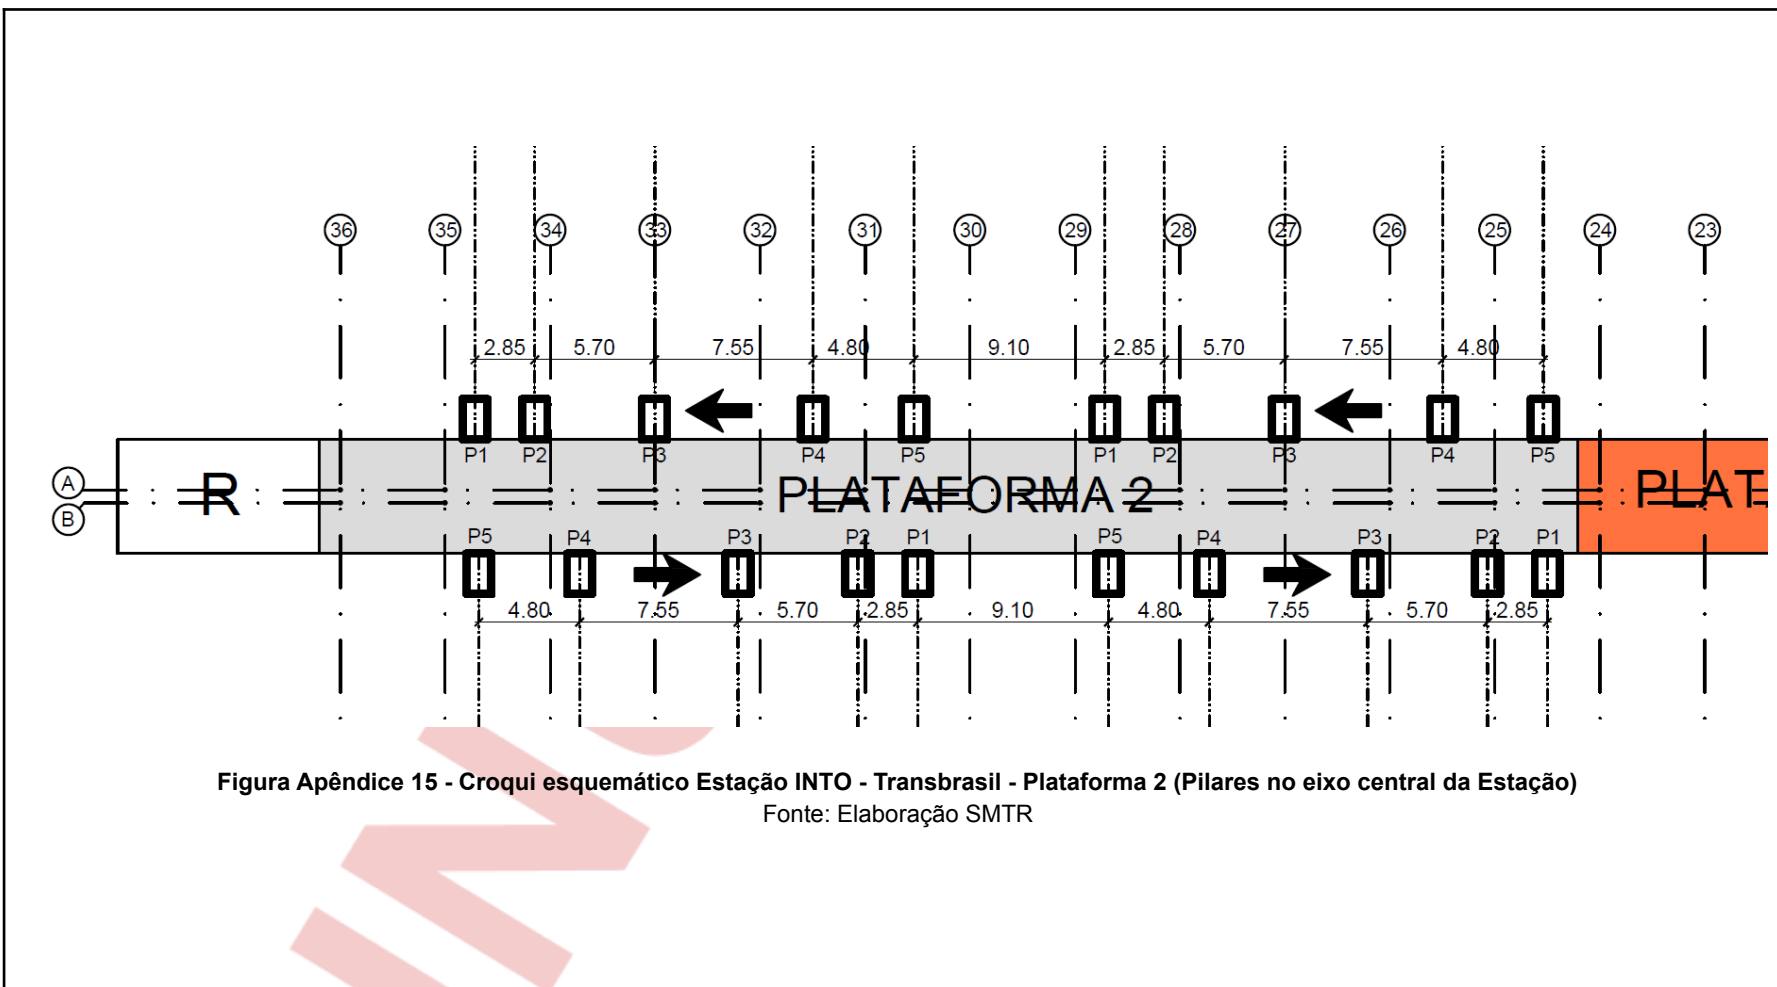 36 35 34 33 32 31 30 29 28 27 26 25 24 23
2.85 5.70 7.55 4.80 9.10 2.85 5.70 7.55 4.80
P1 P2 P3 P4 P5 P1 P2 P3 P4 P5
A
B
R PLATAFORMA 2 PLAT
P5 P4 P3 P2 P1 P5 P4 P3 P2 P1
4.80 7.55 5.70 2.85 9.10 4.80 7.55 5.70 2.85
Figura Apêndice 15 - Croqui esquemático Estação INTO - Transbrasil - Plataforma 2 (Pilares no eixo central da Estação)
Fonte: Elaboração SMTR